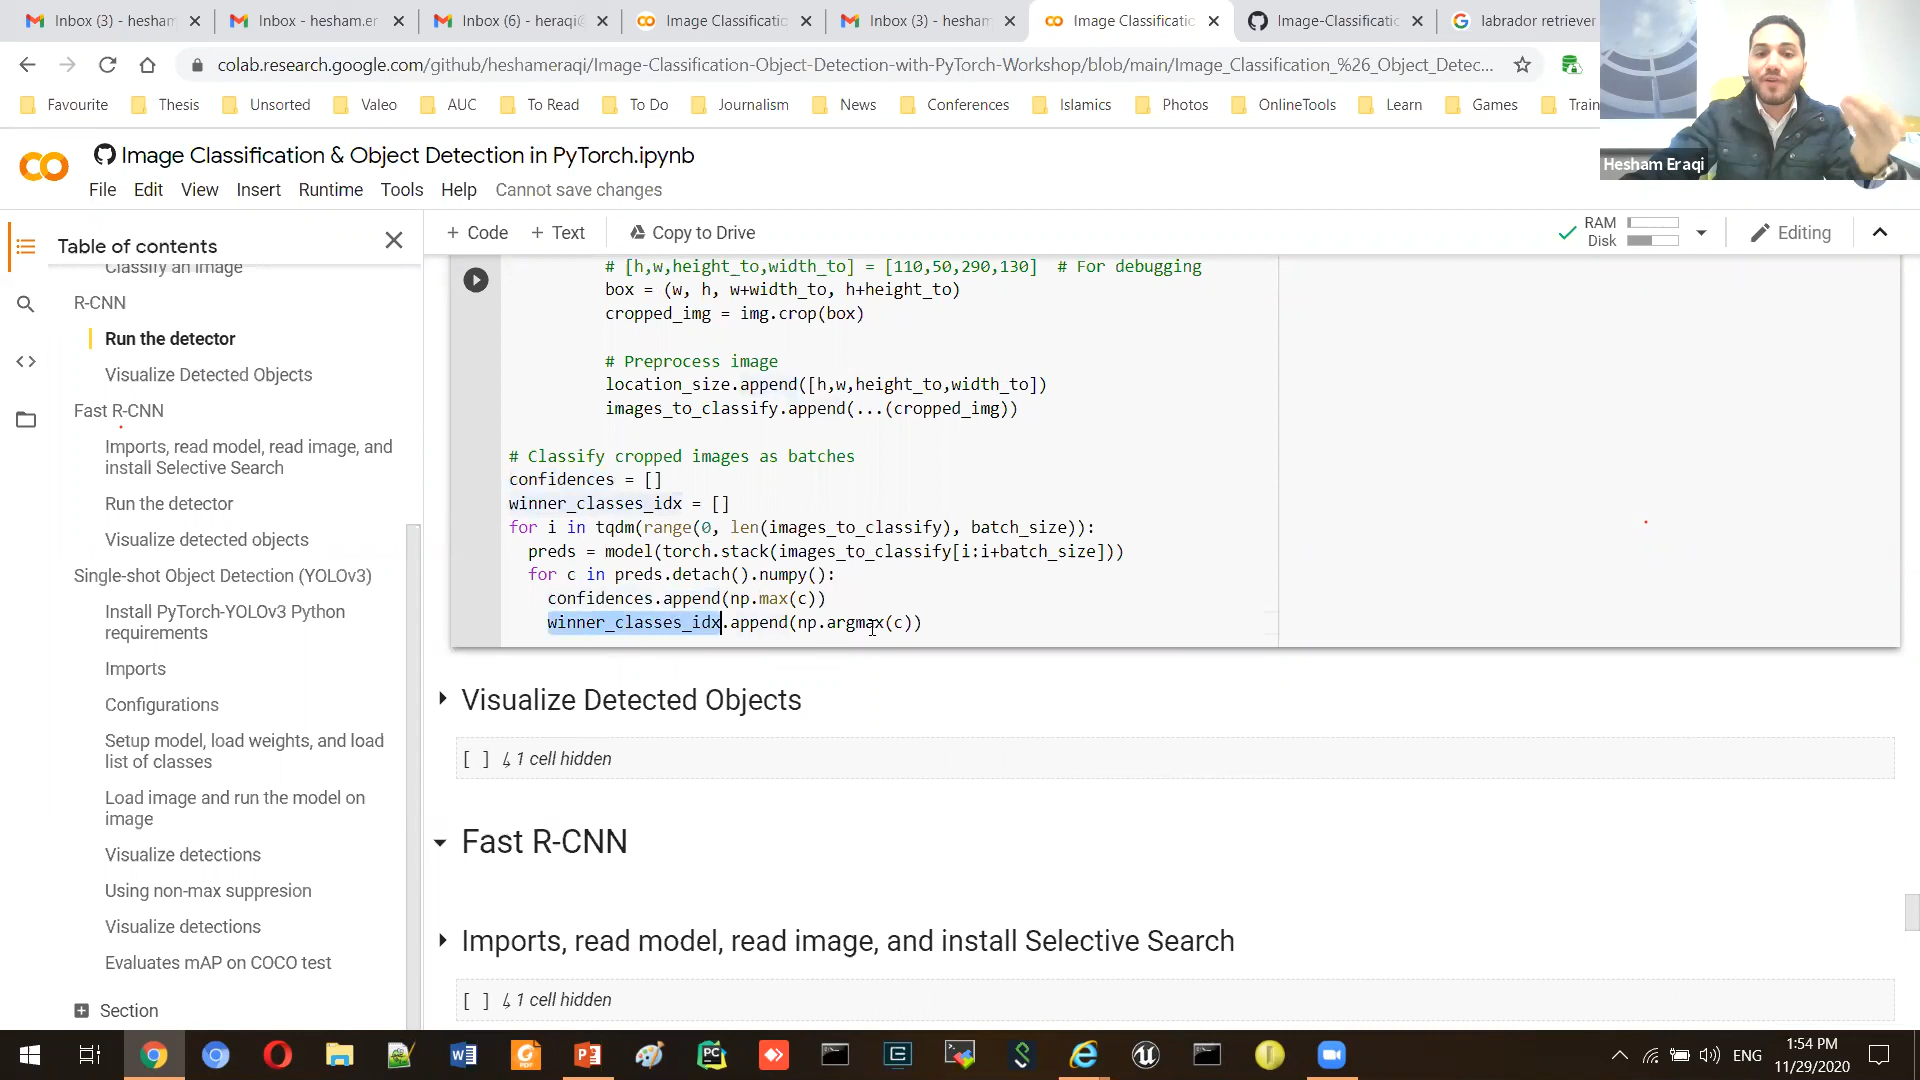 Inbox (3) - hesham
Inbox - hesham.er
Inbox (6) - heraqi@
Image Classificatic
Inbox (3) - hesham
Image Classificatic
Image-Classificatic
labrador retriever
colab.research.google.com/github/heshameraqi/Image-Classification-Object-Detection-with-PyTorch-Workshop/blob/main/Image_Classification_%26_Object_Detec...
Favourite
Thesis
Unsorted
Valeo
AUC
To Read
To Do
Journalism
News
Conferences
Islamics
Photos
OnlineTools
Learn
Games
Train
Hesham Eraqi
Image Classification & Object Detection in PyTorch.ipynb
File Edit View Insert Runtime Tools Help Cannot save changes
Table of contents
Classify an image
R-CNN
Run the detector
Visualize Detected Objects
Fast R-CNN
Imports, read model, read image, and
install Selective Search
Run the detector
Visualize detected objects
Single-shot Object Detection (YOLOv3)
Install PyTorch-YOLOv3 Python
requirements
Imports
Configurations
Setup model, load weights, and load
list of classes
Load image and run the model on
image
Visualize detections
Using non-max suppresion
Visualize detections
Evaluates mAP on COCO test
Section
+ Code + Text Copy to Drive
RAM
Disk
Editing
# [h,w,height_to,width_to] = [110,50,290,130]  # For debugging
box = (w, h, w+width_to, h+height_to)
cropped_img = img.crop(box)
# Preprocess image
location_size.append([h,w,height_to,width_to])
images_to_classify.append(...(cropped_img))
# Classify cropped images as batches
confidences = []
winner_classes_idx = []
for i in tqdm(range(0, len(images_to_classify), batch_size)):
preds = model(torch.stack(images_to_classify[i:i+batch_size]))
for c in preds.detach().numpy():
confidences.append(np.max(c))
winner_classes_idx.append(np.argmax(c))
Visualize Detected Objects
[ ] ↳ 1 cell hidden
Fast R-CNN
Imports, read model, read image, and install Selective Search
[ ] ↳ 1 cell hidden
ENG
1:54 PM
11/29/2020